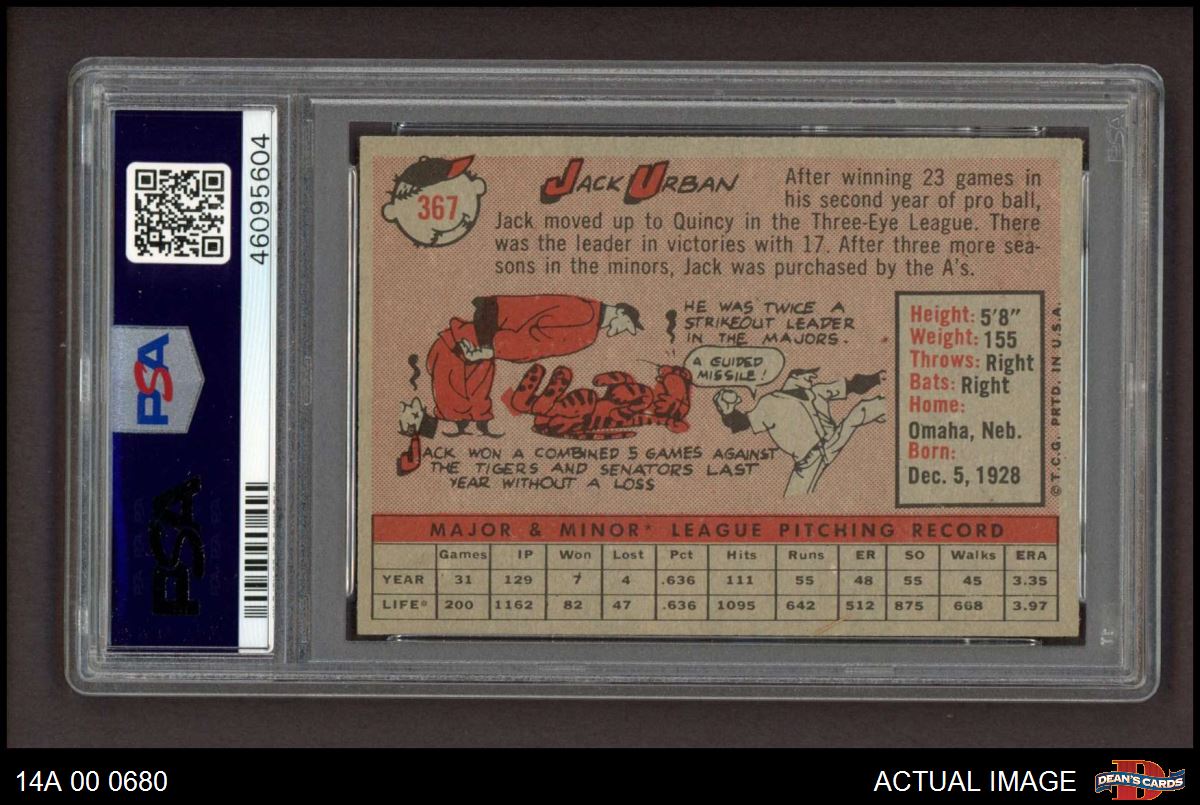 46095604
PSA
PSA
367
JACK URBAN
After winning 23 games in
his second year of pro ball,
Jack moved up to Quincy in the Three-Eye League. There
was the leader in victories with 17. After three more sea-
sons in the minors, Jack was purchased by the A's.
HE WAS TWICE A
STRIKEOUT LEADER
IN THE MAJORS.
A GUIDED
MISSILE!
JACK WON A COMBINED 5 GAMES AGAINST
THE TIGERS AND SENATORS LAST
YEAR WITHOUT A LOSS
Height: 5'8"
Weight: 155
Throws: Right
Bats: Right
Home:
Omaha, Neb.
Born:
Dec. 5, 1928
© T.C.G. PRTD. IN U.S.A.
MAJOR & MINOR* LEAGUE PITCHING RECORD
Games IP Won Lost Pct Hits Runs ER SO Walks ERA
YEAR 31 129 7 4 .636 111 55 48 55 45 3.35
LIFE* 200 1162 82 47 .636 1095 642 512 875 668 3.97
14A 00 0680
ACTUAL IMAGE
DEAN'S CARDS